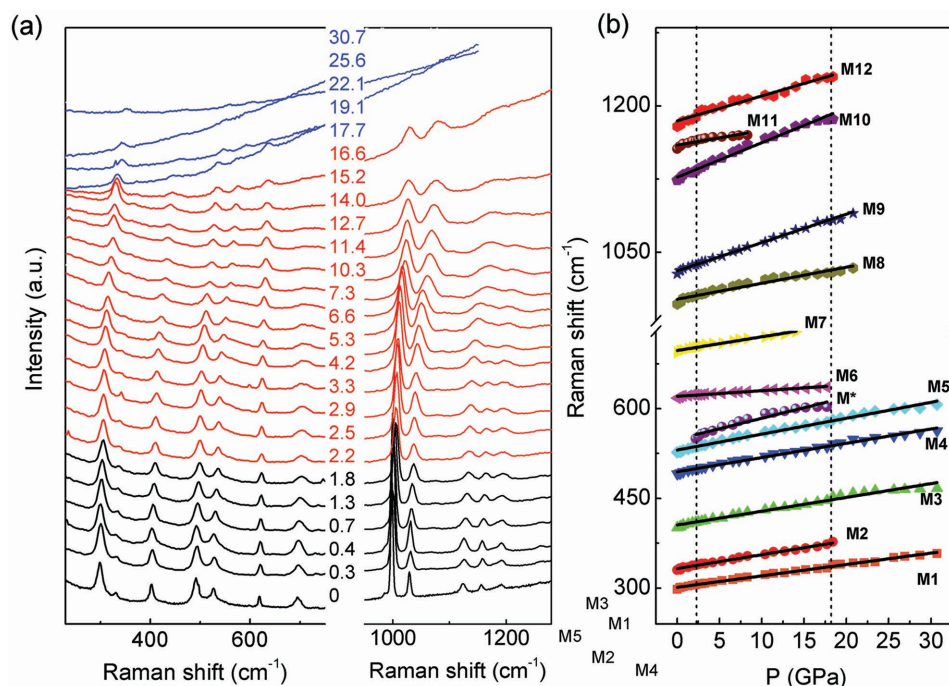 (a)
30.7
25.6
22.1
19.1
17.7
16.6
15.2
14.0
12.7
11.4
10.3
7.3
6.6
5.3
4.2
3.3
2.9
2.5
2.2
1.8
1.3
0.7
0.4
0.3
0
Intensity (a.u.)
400 600 1000 1200
Raman shift (cm-1) Raman shift (cm-1)
(b)
1200
1050
600
450
300
Raman shift (cm-1)
M12
M11
M10
M9
M8
M7
M6
M*
M5
M4
M3
M2
M1
0 5 10 15 20 25 30
P (GPa)
M3
M1
M5
M2
M4